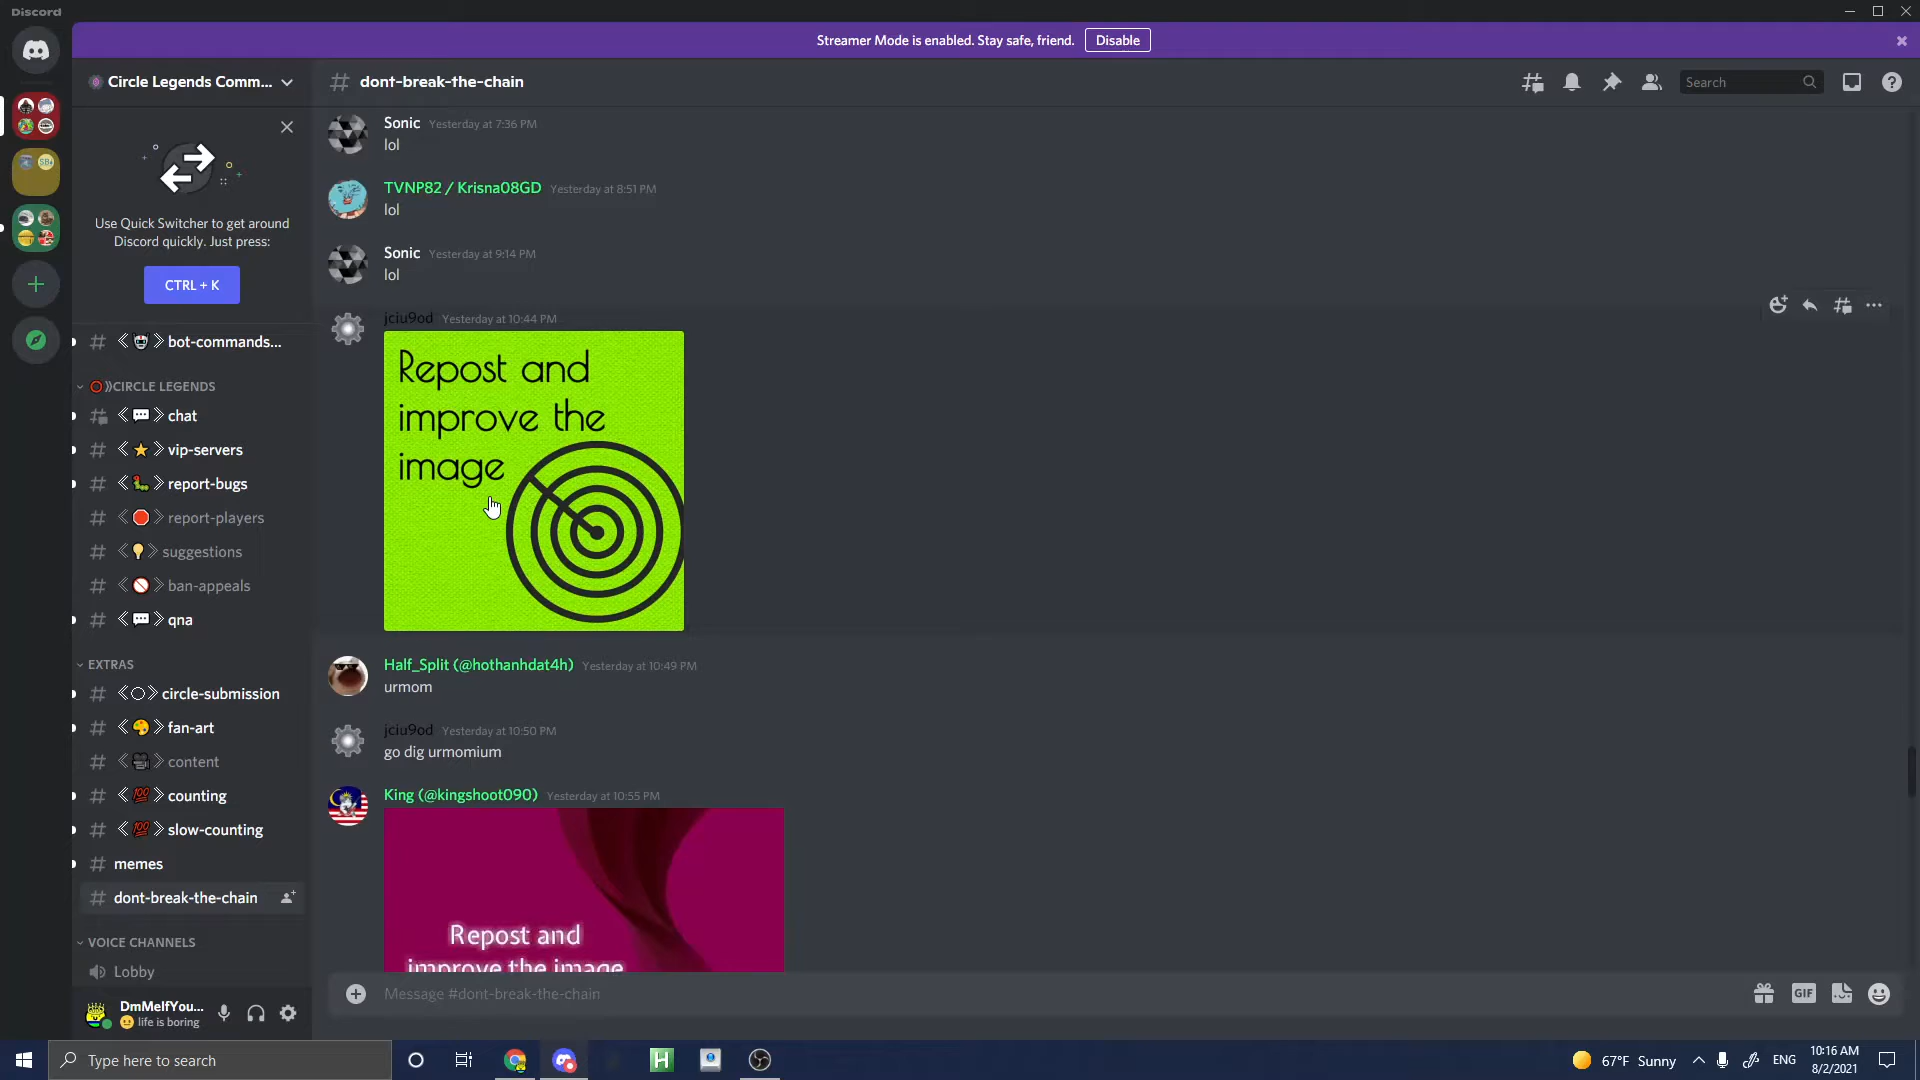 Discord
Streamer Mode is enabled. Stay safe, friend. Disable
Circle Legends Comm...
dont-break-the-chain
Search
Use Quick Switcher to get around
Discord quickly. Just press:
CTRL + K
bot-commands...
CIRCLE LEGENDS
chat
vip-servers
report-bugs
report-players
suggestions
ban-appeals
qna
EXTRAS
circle-submission
fan-art
content
counting
slow-counting
memes
dont-break-the-chain
VOICE CHANNELS
Lobby
DmMeIfYou...
life is boring
Sonic Yesterday at 7:36 PM
lol
TVNP82 / Krisna08GD Yesterday at 8:51 PM
lol
Sonic Yesterday at 9:14 PM
lol
jciu9od Yesterday at 10:44 PM
Repost and
improve the
image
Half_Split (@hothanhdat4h) Yesterday at 10:49 PM
urmom
jciu9od Yesterday at 10:50 PM
go dig urmomium
King (@kingshoot090) Yesterday at 10:55 PM
Repost and
improve the image
Message #dont-break-the-chain
GIF
Type here to search
67°F Sunny
ENG
10:16 AM
8/2/2021